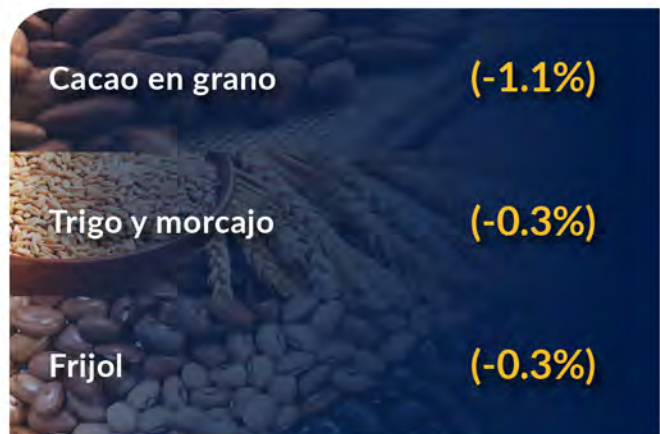 Cacao en grano (-1.1%)
Trigo y morcajo (-0.3%)
Frijol (-0.3%)